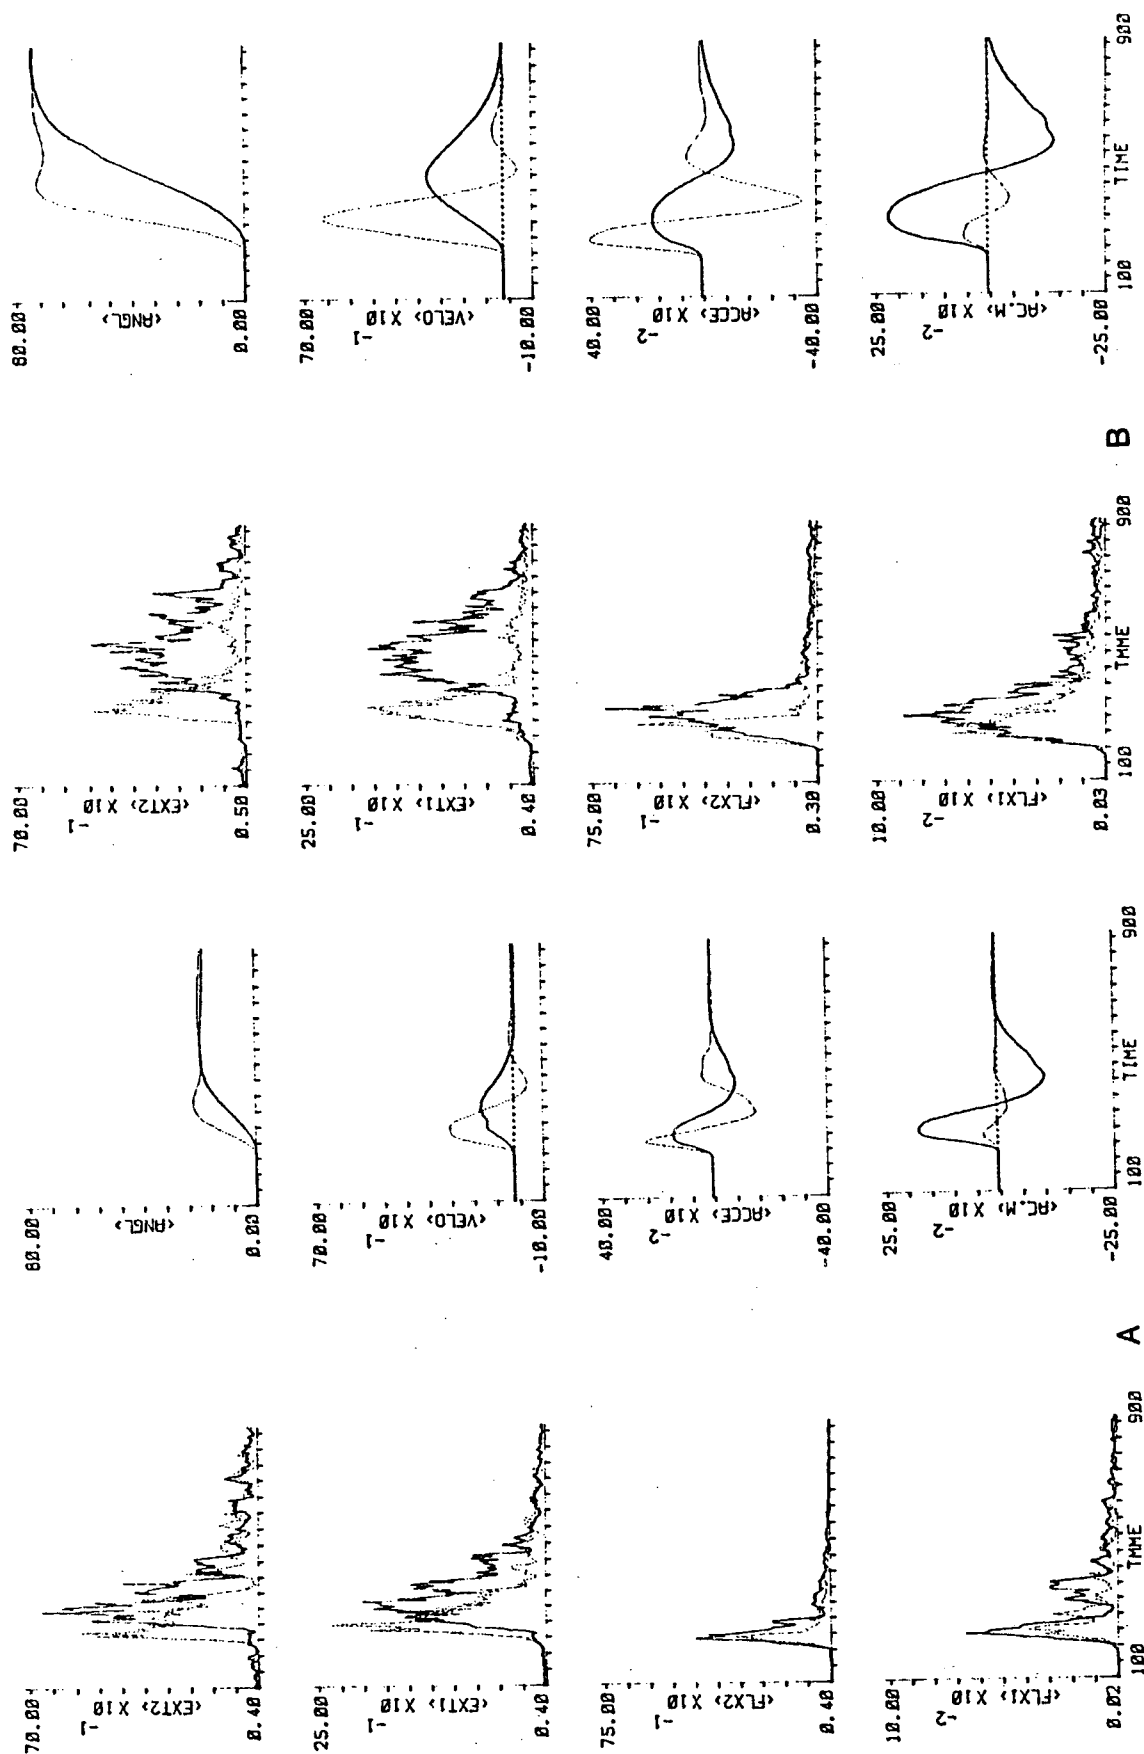 70.00
<EXT2> X10
-1
0.40
80.00
<ANGL>
0.00
70.00
<EXT2> X10
-1
0.50
80.00
<ANGL>
0.00
25.00
<EXT1> X10
-1
0.40
70.00
<VELO> X10
-1
-10.00
25.00
<EXT1> X10
-1
0.40
70.00
<VELO> X10
-1
-10.00
75.00
<FLX2> X10
-1
0.40
40.00
<ACCE> X10
-2
-40.00
75.00
<FLX2> X10
-1
0.30
40.00
<ACCE> X10
-2
-40.00
10.00
<FLX1> X10
-2
0.02
100 TMME 900
25.00
<AC.M> X10
-2
-25.00
100 TIME 900
10.00
<FLX1> X10
-2
0.03
100 TMME 900
25.00
<AC.M> X10
-2
-25.00
100 TIME 900
A
B